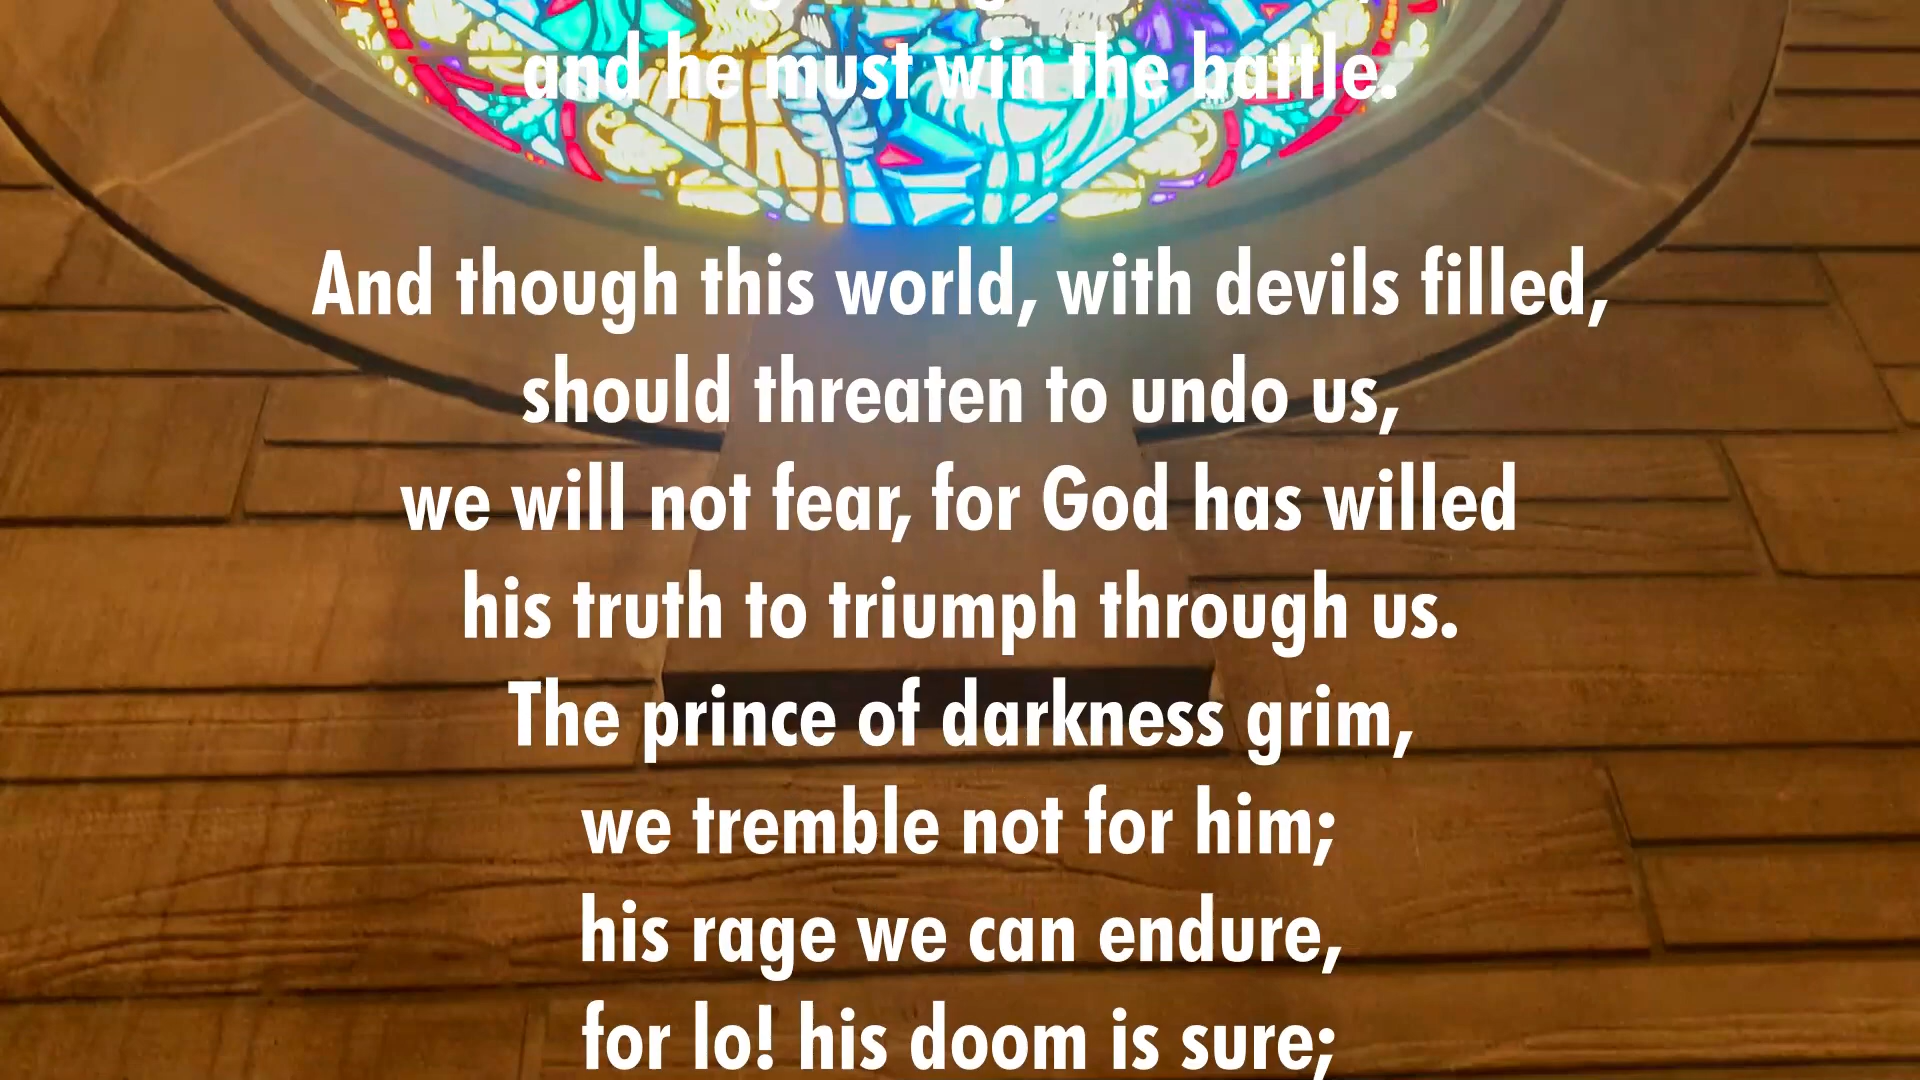 and he must win the battle.
And though this world, with devils filled,
should threaten to undo us,
we will not fear, for God has willed
his truth to triumph through us.
The prince of darkness grim,
we tremble not for him;
his rage we can endure,
for lo! his doom is sure;